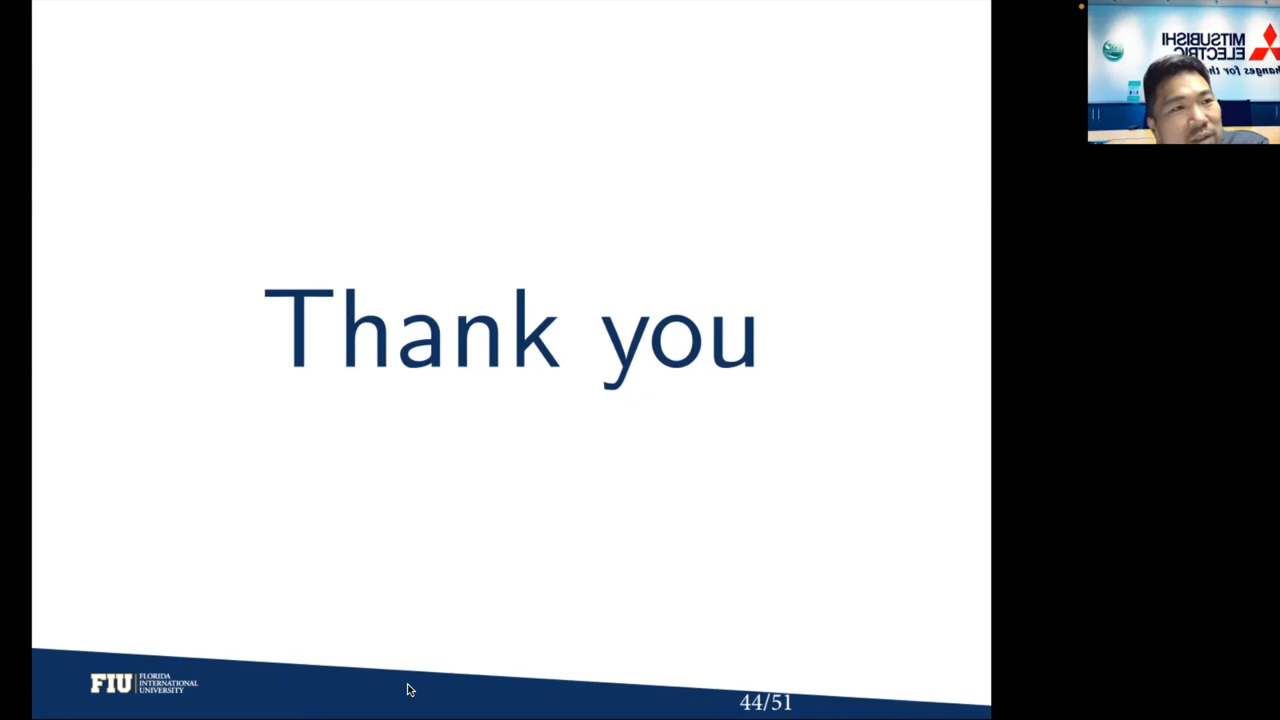 MITSUBISHI
ELECTRIC
Thank you
FIU
FLORIDA
INTERNATIONAL
UNIVERSITY
44/51